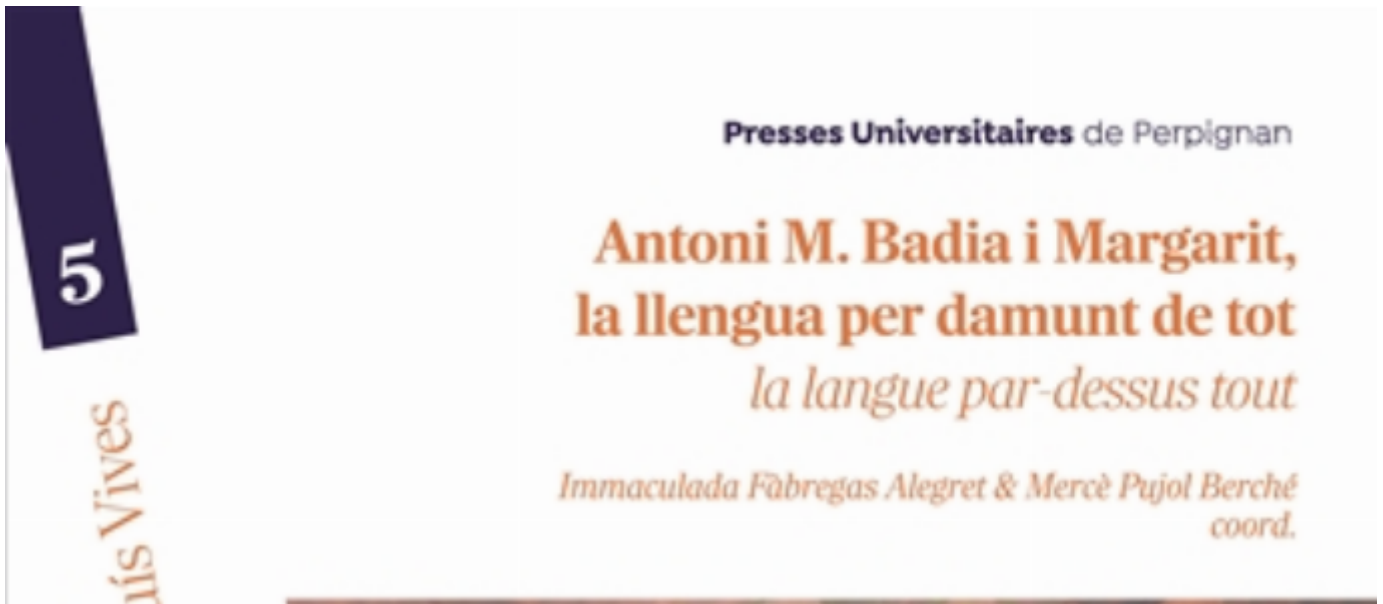 5
Vives
Presses Universitaires de Perpignan
Antoni M. Badia i Margarit,
la llengua per damunt de tot
la langue par-dessus tout
Immaculada Fàbregas Alegret & Mercè Pujol Berché
coord.